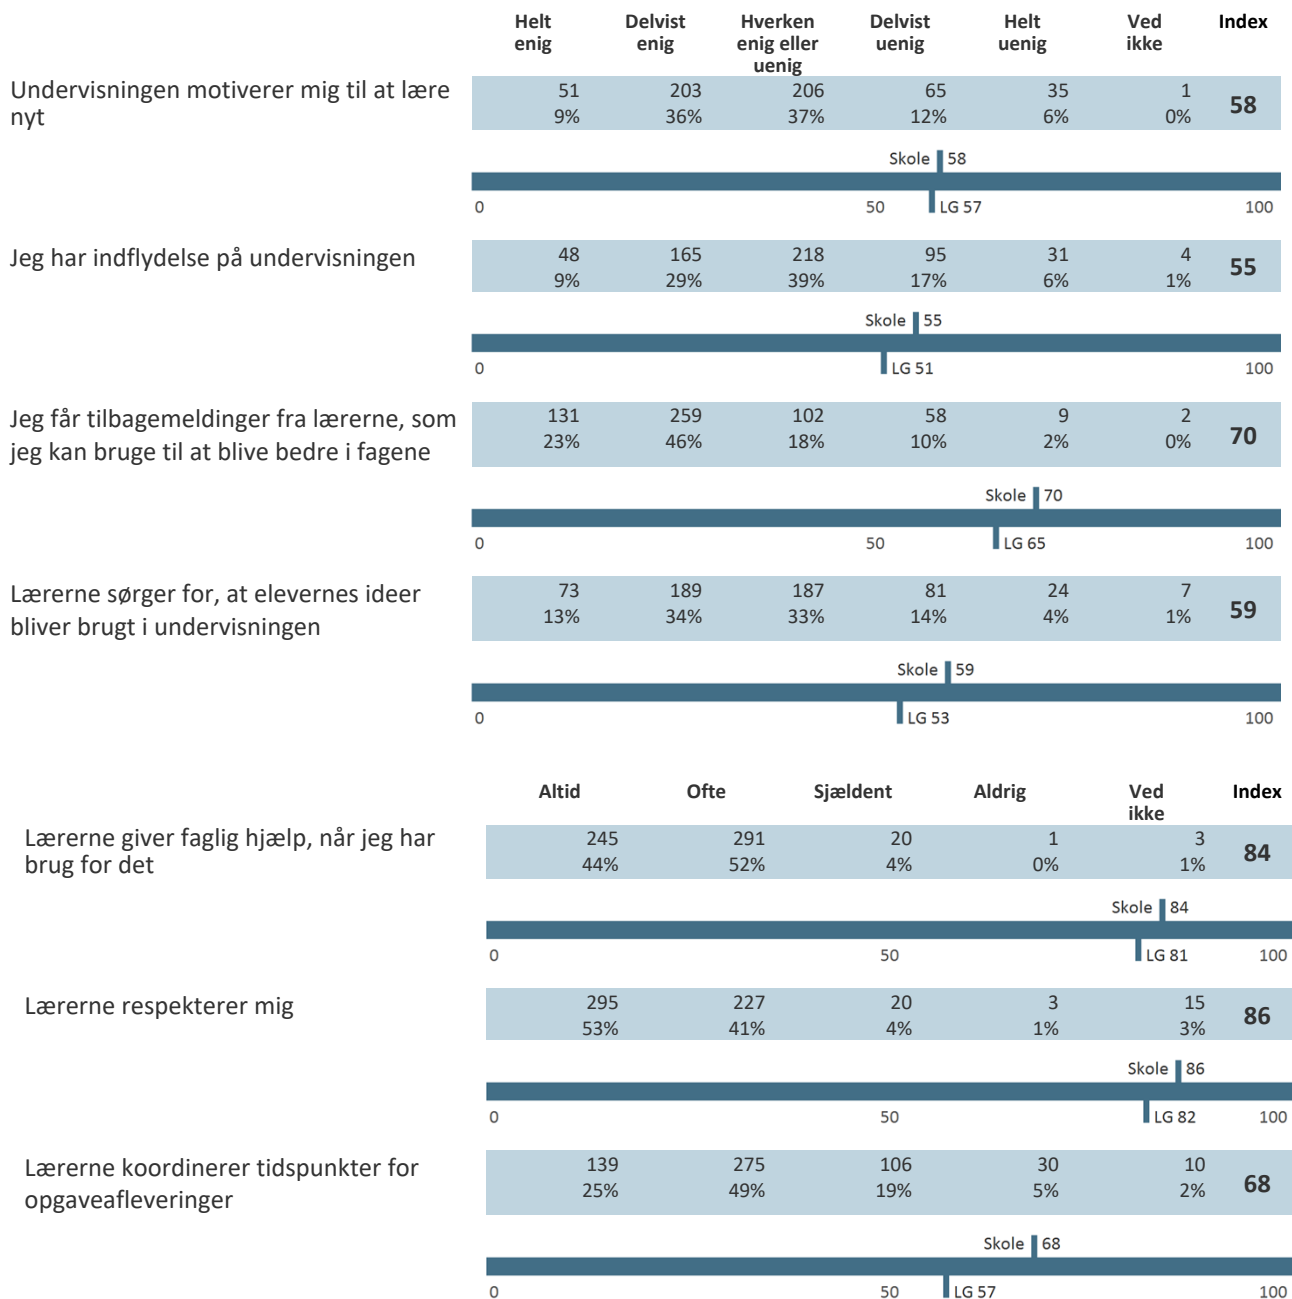 Helt enig Delvist enig Hverken enig eller uenig Delvist uenig Helt uenig Ved ikke Index
Undervisningen motiverer mig til at lære
nyt
51 203 206 65 35 1
9% 36% 37% 12% 6% 0%
58
Skole 58
0 50 LG 57 100
Jeg har indflydelse på undervisningen
48 165 218 95 31 4
9% 29% 39% 17% 6% 1%
55
Skole 55
0 LG 51 100
Jeg får tilbagemeldinger fra lærerne, som
jeg kan bruge til at blive bedre i fagene
131 259 102 58 9 2
23% 46% 18% 10% 2% 0%
70
Skole 70
0 50 LG 65 100
Lærerne sørger for, at elevernes ideer
bliver brugt i undervisningen
73 189 187 81 24 7
13% 34% 33% 14% 4% 1%
59
Skole 59
0 LG 53 100
Altid Ofte Sjældent Aldrig Ved ikke Index
Lærerne giver faglig hjælp, når jeg har
brug for det
245 291 20 1 3
44% 52% 4% 0% 1%
84
Skole 84
0 50 LG 81 100
Lærerne respekterer mig
295 227 20 3 15
53% 41% 4% 1% 3%
86
Skole 86
0 50 LG 82 100
Lærerne koordinerer tidspunkter for
opgaveafleveringer
139 275 106 30 10
25% 49% 19% 5% 2%
68
Skole 68
0 50 LG 57 100